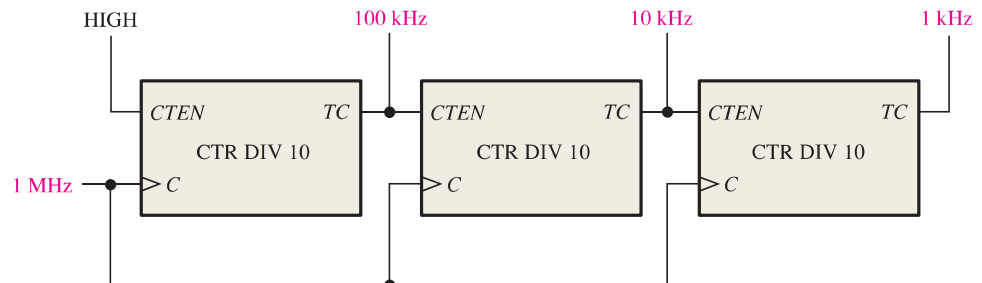 HIGH
100 kHz
10 kHz
1 kHz
CTEN TC
CTEN TC
CTEN TC
CTR DIV 10
CTR DIV 10
CTR DIV 10
1 MHz
C
C
C